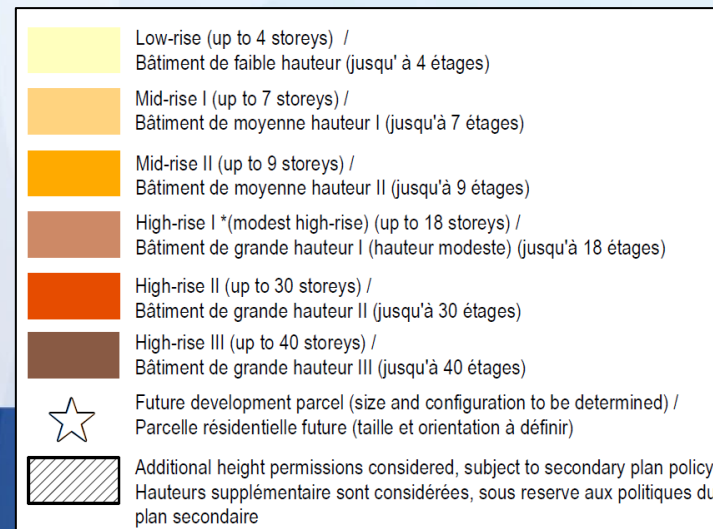 Low-rise (up to 4 storeys) /
Bâtiment de faible hauteur (jusqu' à 4 étages)
Mid-rise I (up to 7 storeys) /
Bâtiment de moyenne hauteur I (jusqu'à 7 étages)
Mid-rise II (up to 9 storeys) /
Bâtiment de moyenne hauteur II (jusqu'à 9 étages)
High-rise I *(modest high-rise) (up to 18 storeys) /
Bâtiment de grande hauteur I (hauteur modeste) (jusqu'à 18 étages)
High-rise II (up to 30 storeys) /
Bâtiment de grande hauteur II (jusqu'à 30 étages)
High-rise III (up to 40 storeys) /
Bâtiment de grande hauteur III (jusqu'à 40 étages)
Future development parcel (size and configuration to be determined) /
Parcelle résidentielle future (taille et orientation à définir)
Additional height permissions considered, subject to secondary plan policy
Hauteurs supplémentaire sont considérées, sous reserve aux politiques du
plan secondaire